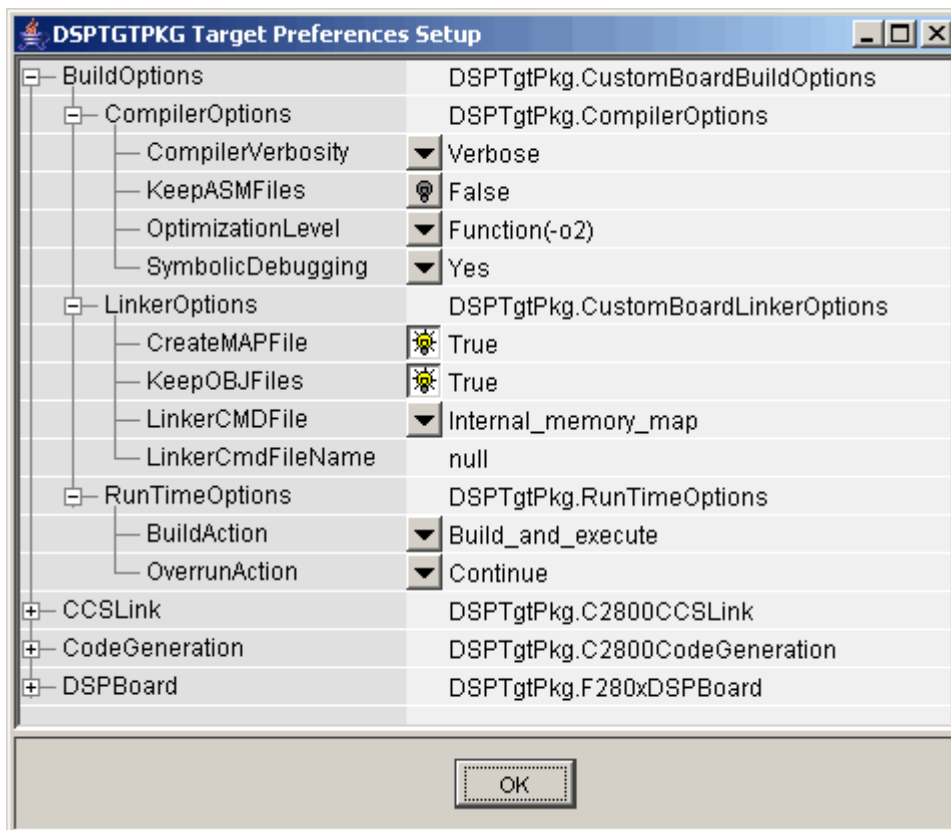 DSPTGTPKG Target Preferences Setup
BuildOptions DSPTgtPkg.CustomBoardBuildOptions
CompilerOptions DSPTgtPkg.CompilerOptions
CompilerVerbosity Verbose
KeepASMFiles False
OptimizationLevel Function(-o2)
SymbolicDebugging Yes
LinkerOptions DSPTgtPkg.CustomBoardLinkerOptions
CreateMAPFile True
KeepOBJFiles True
LinkerCMDFile Internal_memory_map
LinkerCmdFileName null
RunTimeOptions DSPTgtPkg.RunTimeOptions
BuildAction Build_and_execute
OverrunAction Continue
CCSLink DSPTgtPkg.C2800CCSLink
CodeGeneration DSPTgtPkg.C2800CodeGeneration
DSPBoard DSPTgtPkg.F280xDSPBoard
OK